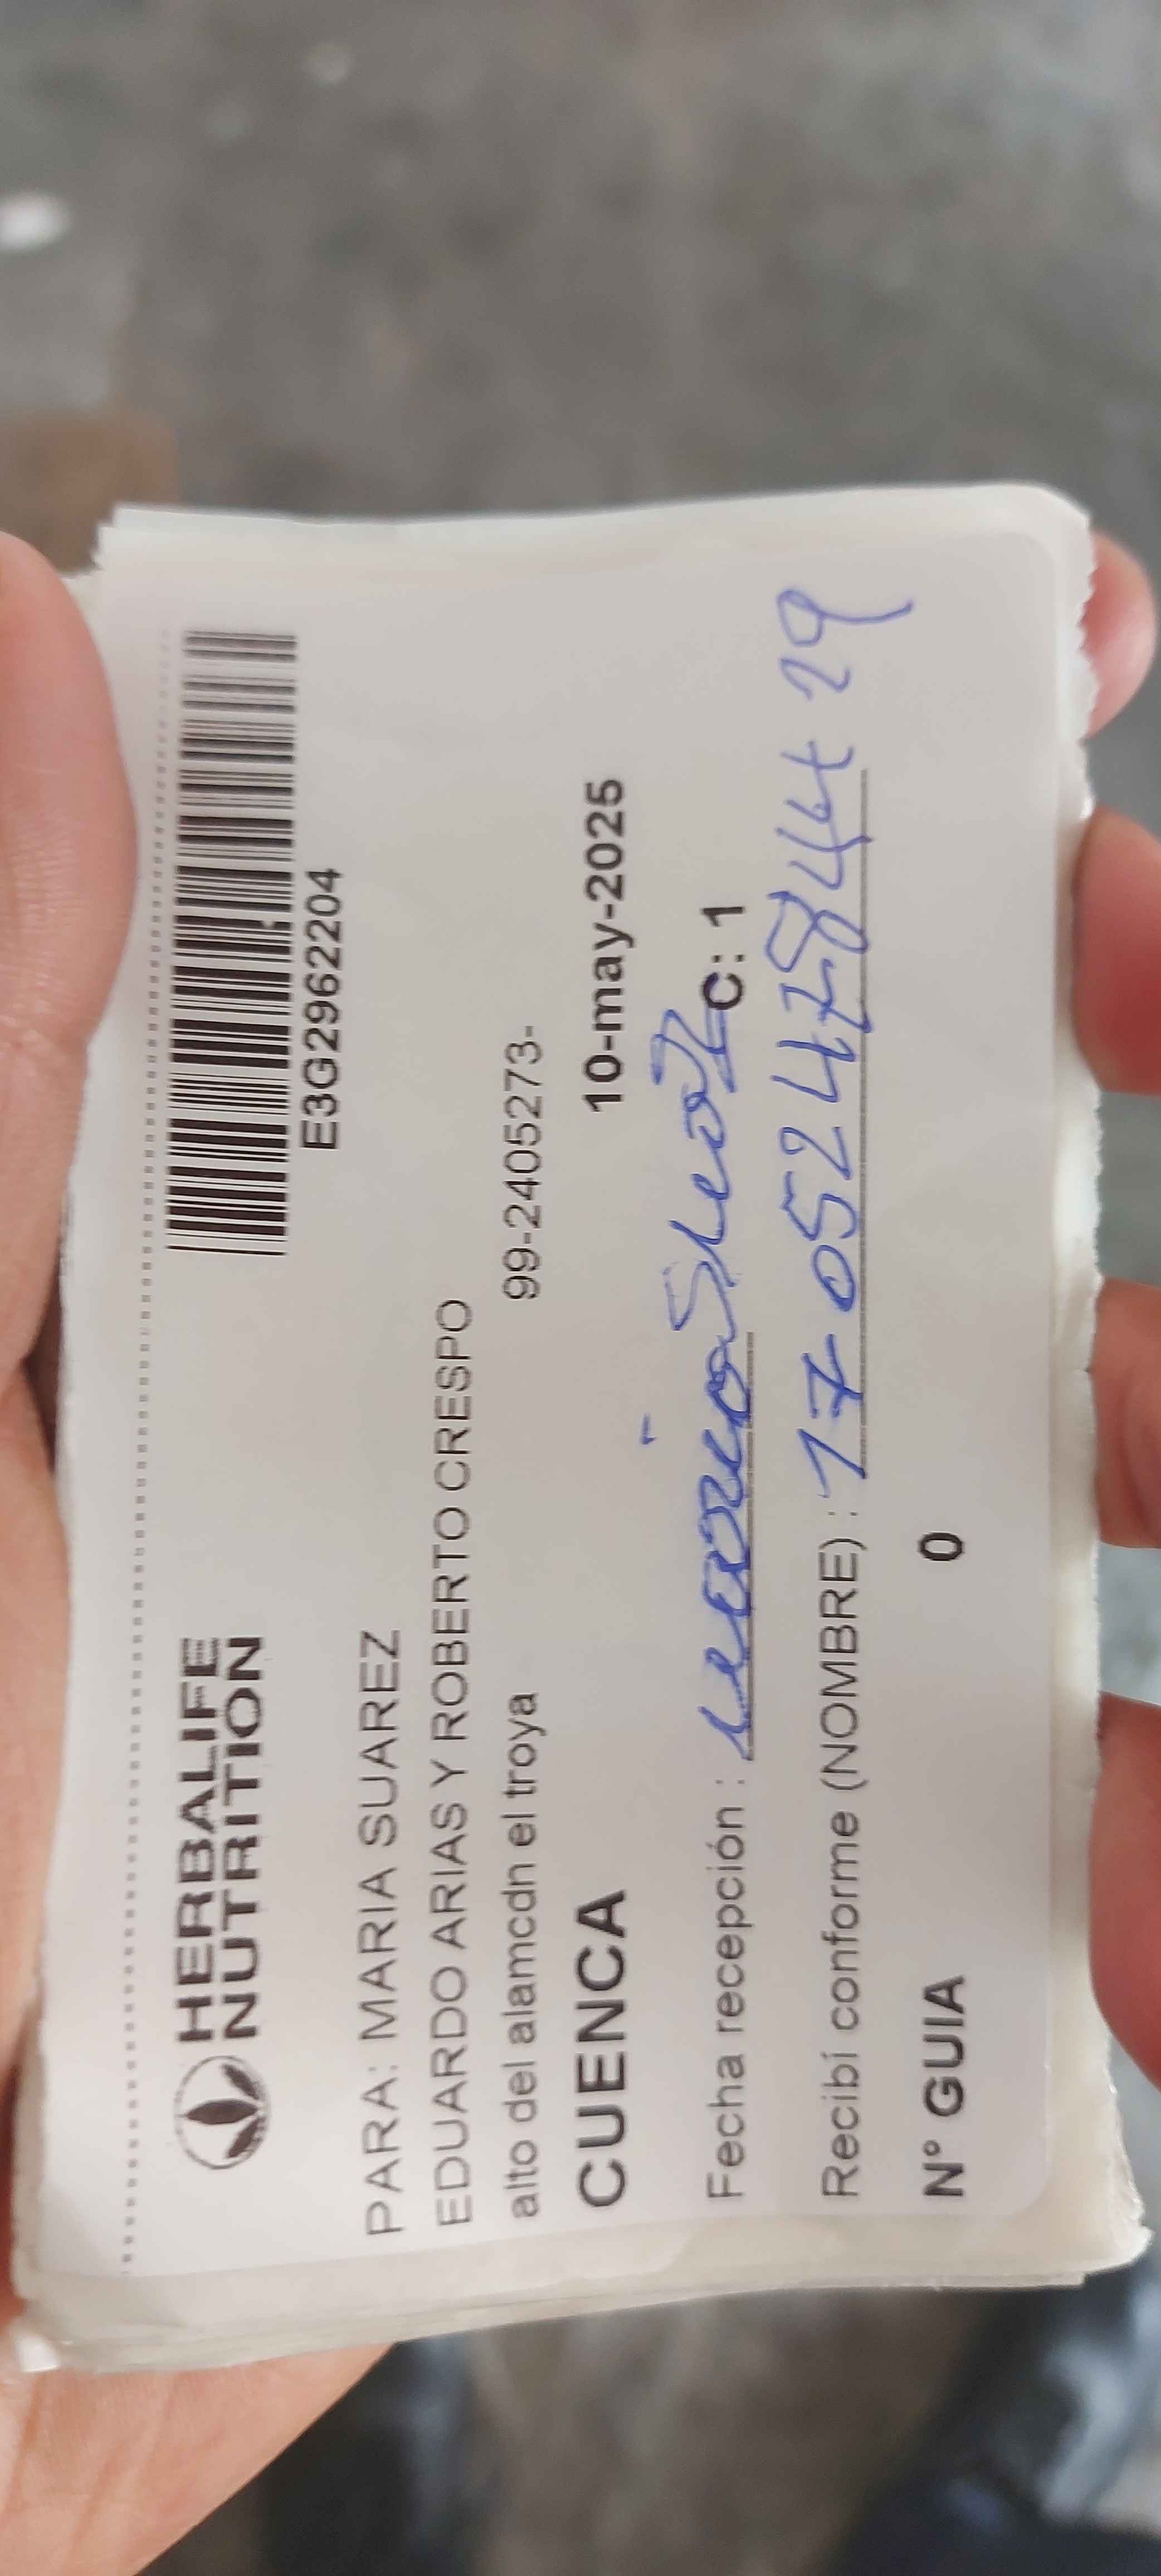 HERBALIFE
NUTRITION
E3G2962204
PARA: MARIA SUAREZ
EDUARDO ARIAS Y ROBERTO CRESPO
alto del alamcdn el troya 99-2405273-
CUENCA 10-may-2025
Fecha recepción : C: 1
Recibí conforme (NOMBRE) :
N° GUIA 0